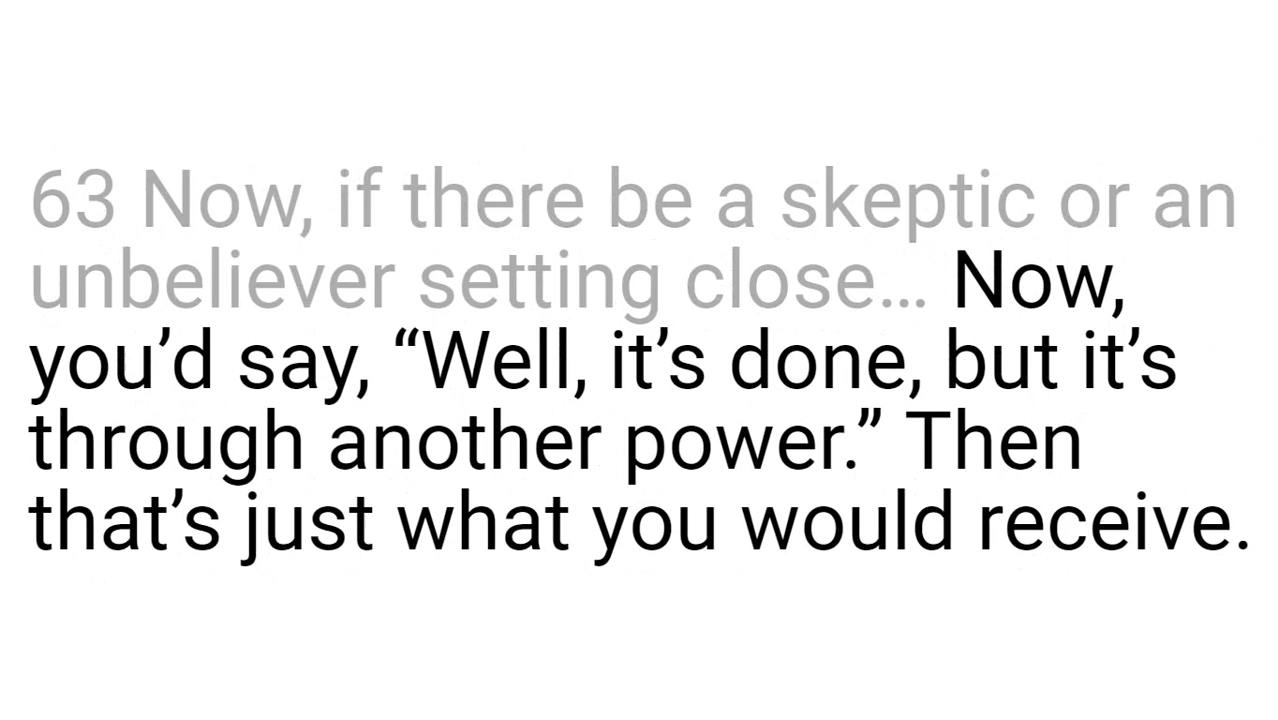 63 Now, if there be a skeptic or an
unbeliever setting close… Now,
you’d say, “Well, it’s done, but it’s
through another power.” Then
that’s just what you would receive.